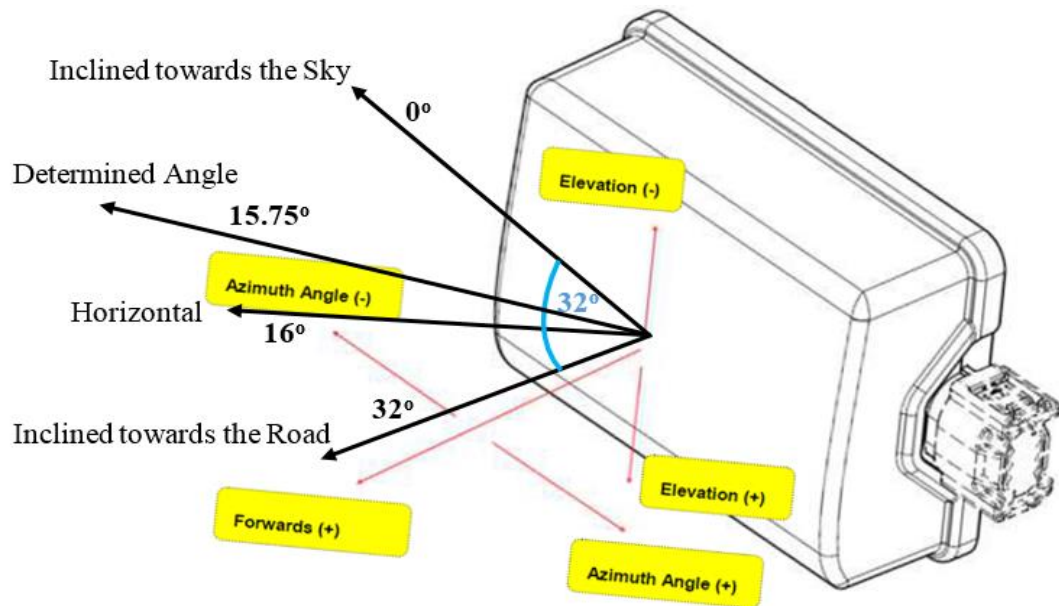 Inclined towards the Sky
0º
Determined Angle
15.75º
Elevation (-)
Azimuth Angle (-)
32º
Horizontal
16º
32º
Inclined towards the Road
Elevation (+)
Forwards (+)
Azimuth Angle (+)